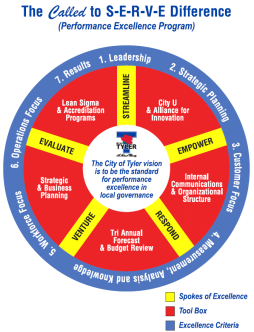 The Called to S-E-R-V-E Difference
(Performance Excellence Program)
1. Leadership
2. Strategic Planning
3. Customer Focus
4. Measurement, Analysis and Knowledge
5. Workforce Focus
6. Operations Focus
7. Results
STREAMLINE
EMPOWER
RESPOND
VENTURE
EVALUATE
Lean Sigma
& Accreditation
Programs
City U
& Alliance for
Innovation
Internal
Communications
& Organizational
Structure
Tri Annual
Forecast
& Budget Review
Strategic
& Business
Planning
TYLER
The City of Tyler vision
is to be the standard
for performance
excellence in
local governance
Spokes of Excellence
Tool Box
Excellence Criteria